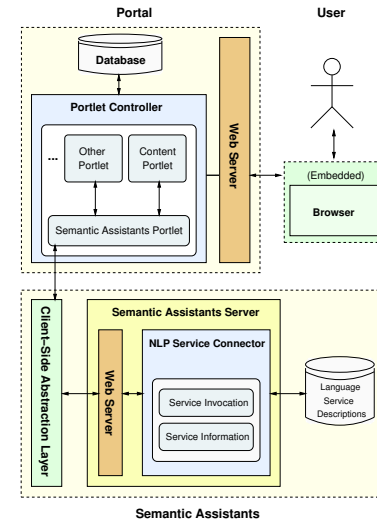 Portal
User
Database
Portlet Controller
...
Other
Portlet
Content
Portlet
Semantic Assistants Portlet
Web Server
(Embedded)
Browser
Client-Side Abstraction Layer
Semantic Assistants Server
Web Server
NLP Service Connector
Service Invocation
Service Information
Language
Service
Descriptions
Semantic Assistants